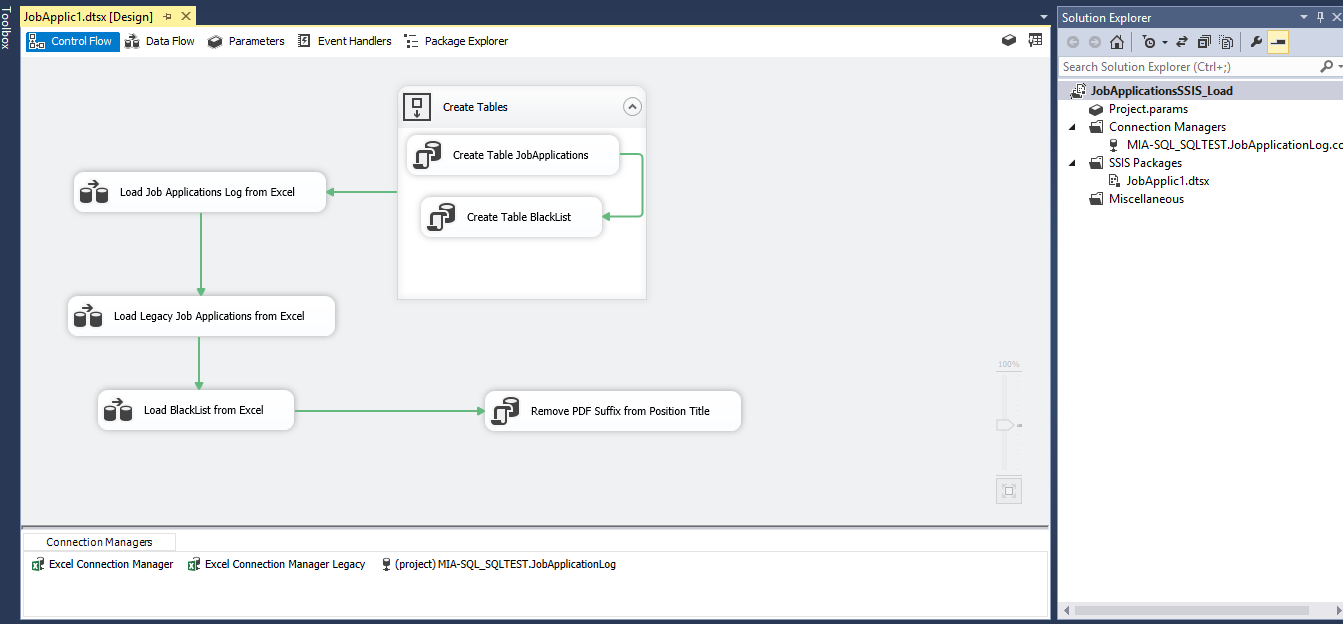 Toolbox
JobApplic1.dtsx [Design]
Control Flow
Data Flow
Parameters
Event Handlers
Package Explorer
Create Tables
Create Table JobApplications
Create Table BlackList
Load Job Applications Log from Excel
Load Legacy Job Applications from Excel
Load BlackList from Excel
Remove PDF Suffix from Position Title
100%
Connection Managers
Excel Connection Manager
Excel Connection Manager Legacy
(project) MIA-SQL_SQLTEST.JobApplicationLog
Solution Explorer
Search Solution Explorer (Ctrl+;)
JobApplicationsSSIS_Load
Project.params
Connection Managers
MIA-SQL_SQLTEST.JobApplicationLog.co
SSIS Packages
JobApplic1.dtsx
Miscellaneous